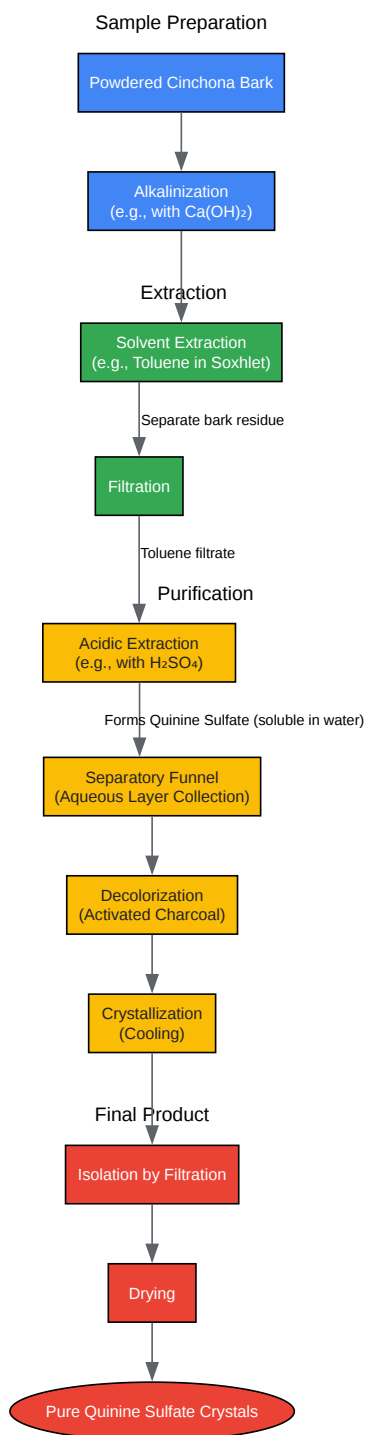 Sample Preparation
Powdered Cinchona Bark
Alkalinization
(e.g., with Ca(OH)₂)
Extraction
Solvent Extraction
(e.g., Toluene in Soxhlet)
Separate bark residue
Filtration
Toluene filtrate
Purification
Acidic Extraction
(e.g., with H₂SO₄)
Forms Quinine Sulfate (soluble in water)
Separatory Funnel
(Aqueous Layer Collection)
Decolorization
(Activated Charcoal)
Crystallization
(Cooling)
Final Product
Isolation by Filtration
Drying
Pure Quinine Sulfate Crystals